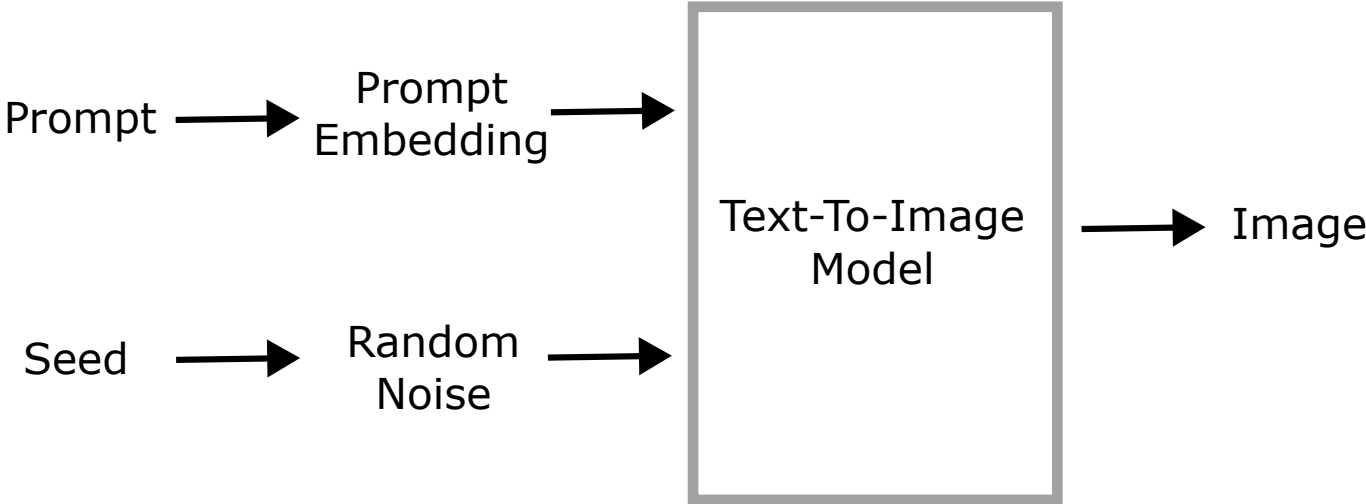 Prompt
Prompt
Embedding
Text-To-Image
Model
Image
Seed
Random
Noise